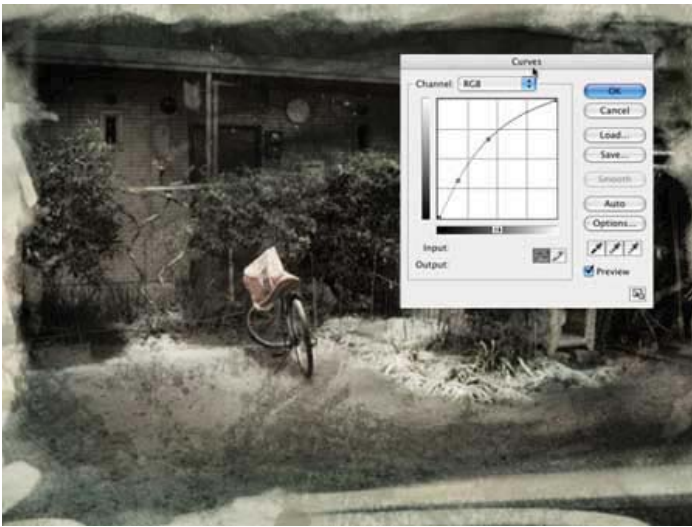 Curves
Channel: RGB
OK
Cancel
Load...
Save...
Smooth
Auto
Options...
Input:
Output:
Preview